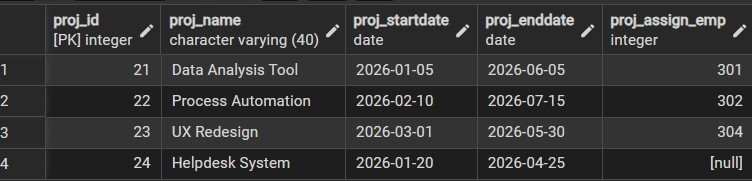 proj_id proj_name proj_startdate proj_enddate proj_assign_emp
[PK] integer character varying (40) date date integer
1 21 Data Analysis Tool 2026-01-05 2026-06-05 301
2 22 Process Automation 2026-02-10 2026-07-15 302
3 23 UX Redesign 2026-03-01 2026-05-30 304
4 24 Helpdesk System 2026-01-20 2026-04-25 [null]